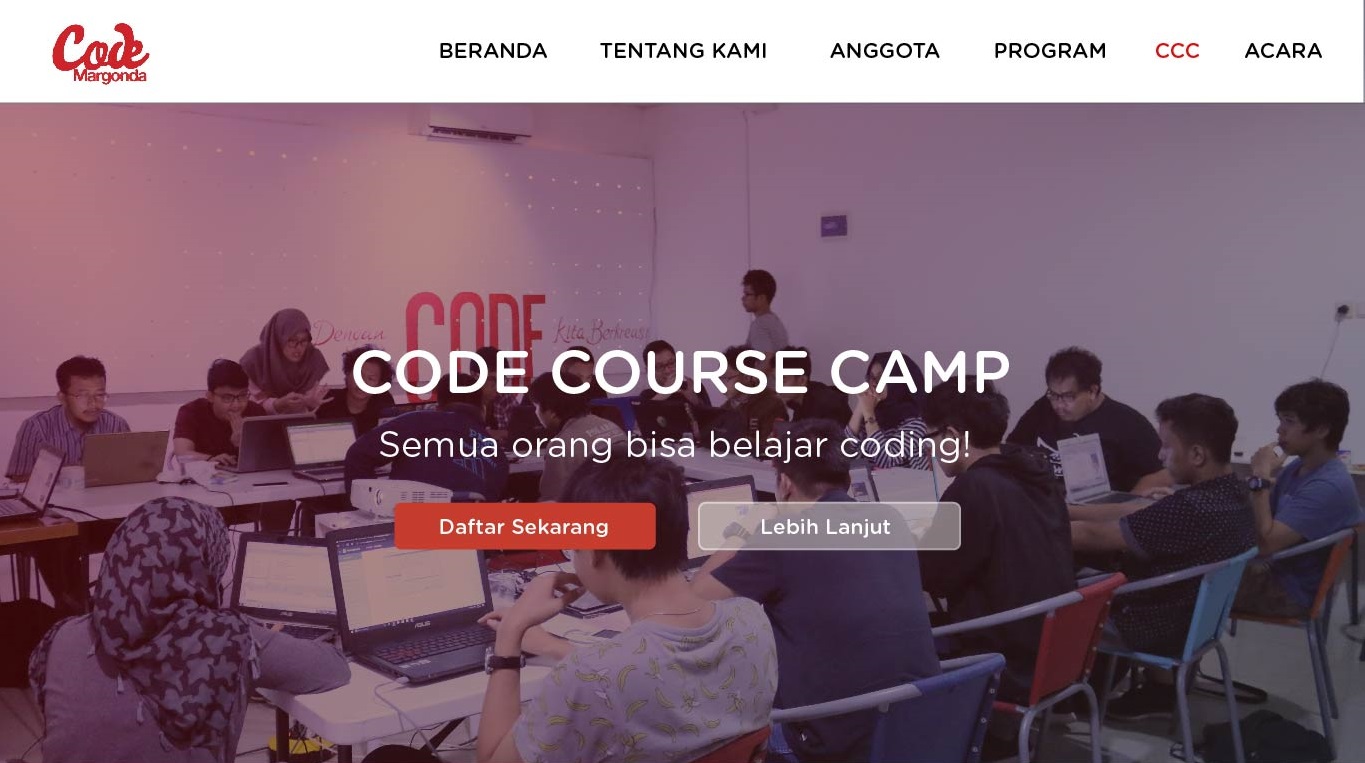 Code
Margonda
BERANDA TENTANG KAMI ANGGOTA PROGRAM CCC ACARA
Dengan CODE Kita Berkreasi
CODE COURSE CAMP
Semua orang bisa belajar coding!
Daftar Sekarang Lebih Lanjut
ASUS